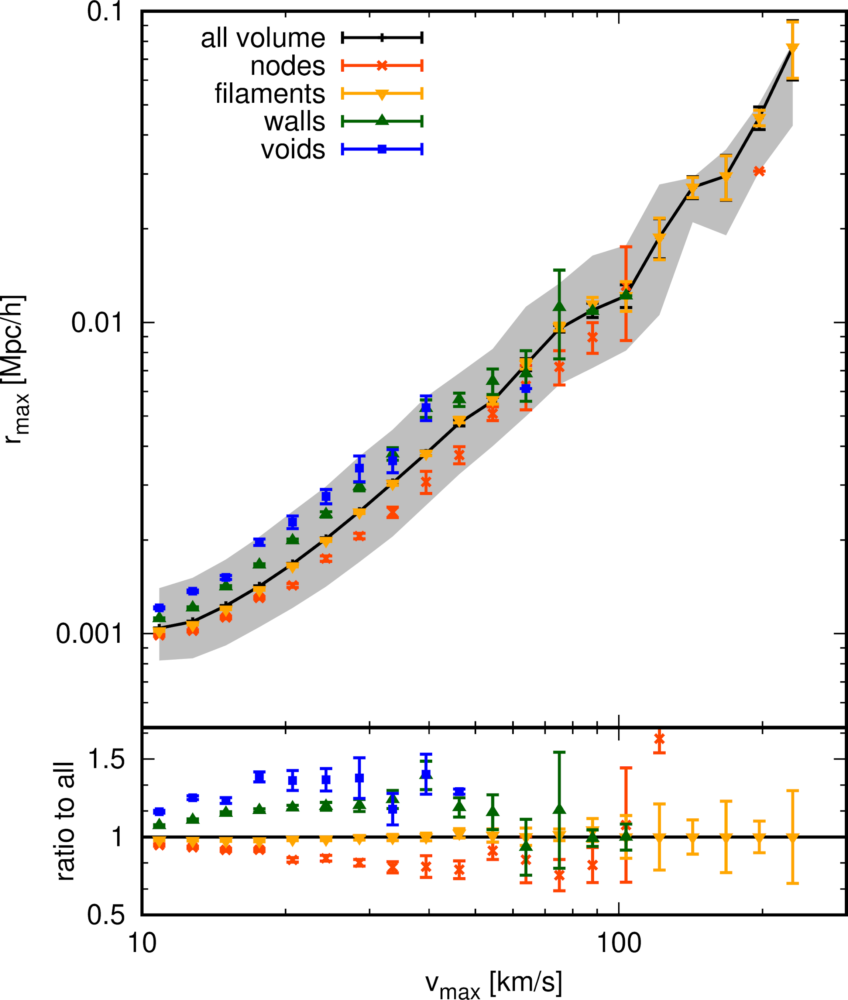 0.1
all volume
nodes
filaments
walls
voids
0.01
0.001
r_max [Mpc/h]
1.5
1
0.5
ratio to all
10
100
v_max [km/s]